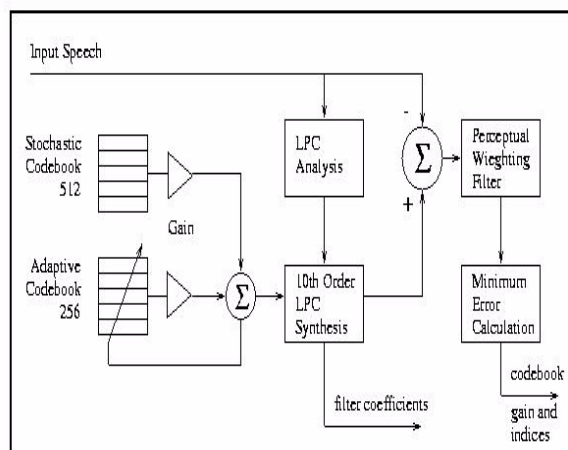 Input Speech
Stochastic
Codebook
512
Gain
Adaptive
Codebook
256
LPC
Analysis
10th Order
LPC
Synthesis
-
Σ
+
Σ
Perceptual
Wieghting
Filter
Minimum
Error
Calculation
filter coefficients
codebook
gain and
indices